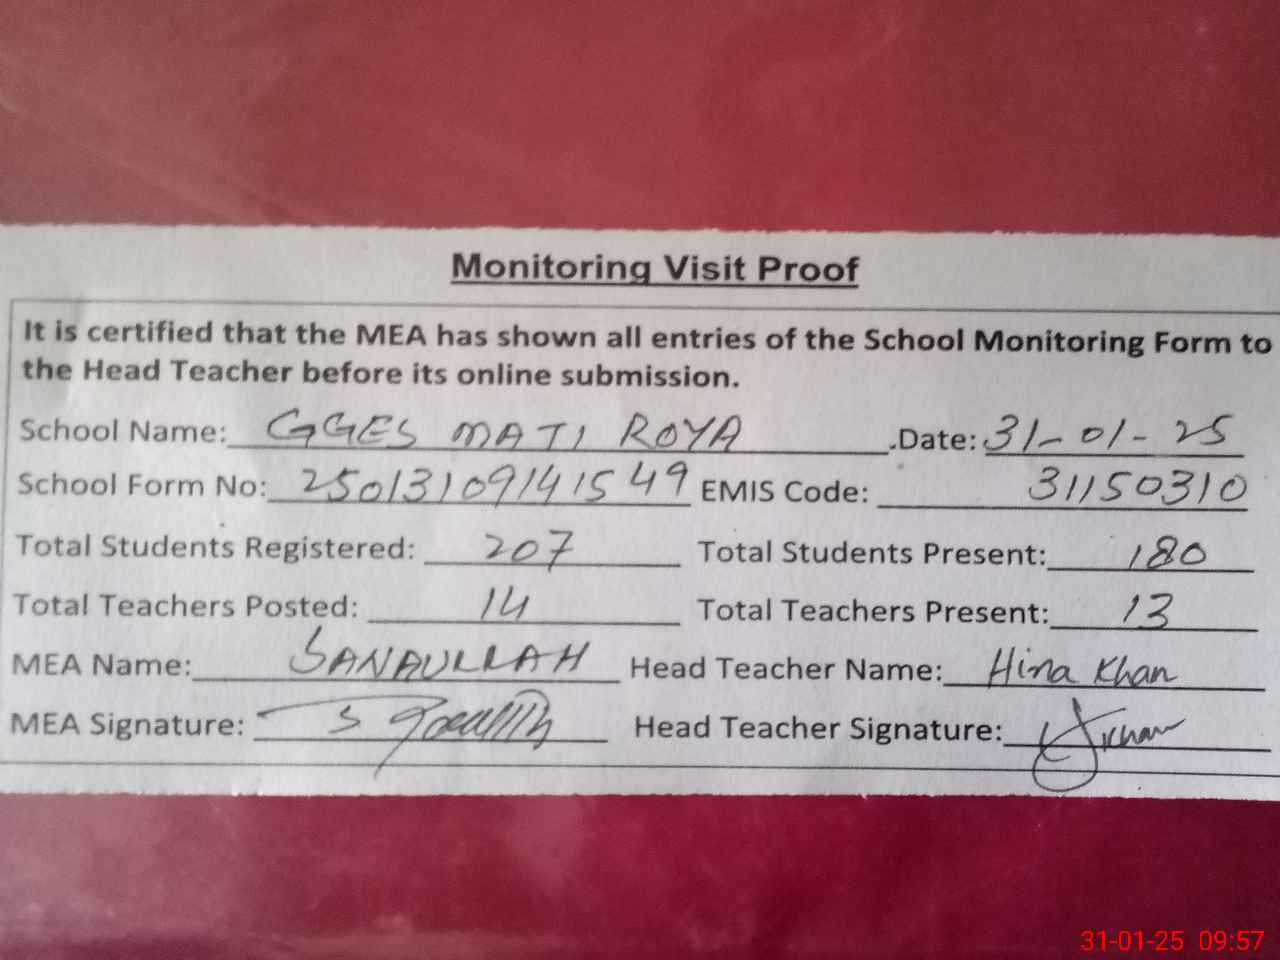 Monitoring Visit Proof
It is certified that the MEA has shown all entries of the School Monitoring Form to
the Head Teacher before its online submission.
School Name: GGES MATI ROYA .Date: 31-01-25
School Form No: 25013109141549 EMIS Code: 31150310
Total Students Registered: 207 Total Students Present: 180
Total Teachers Posted: 14 Total Teachers Present: 13
MEA Name: SANAULLAH Head Teacher Name: Hina Khan
MEA Signature: Head Teacher Signature:
31-01-25 09:57